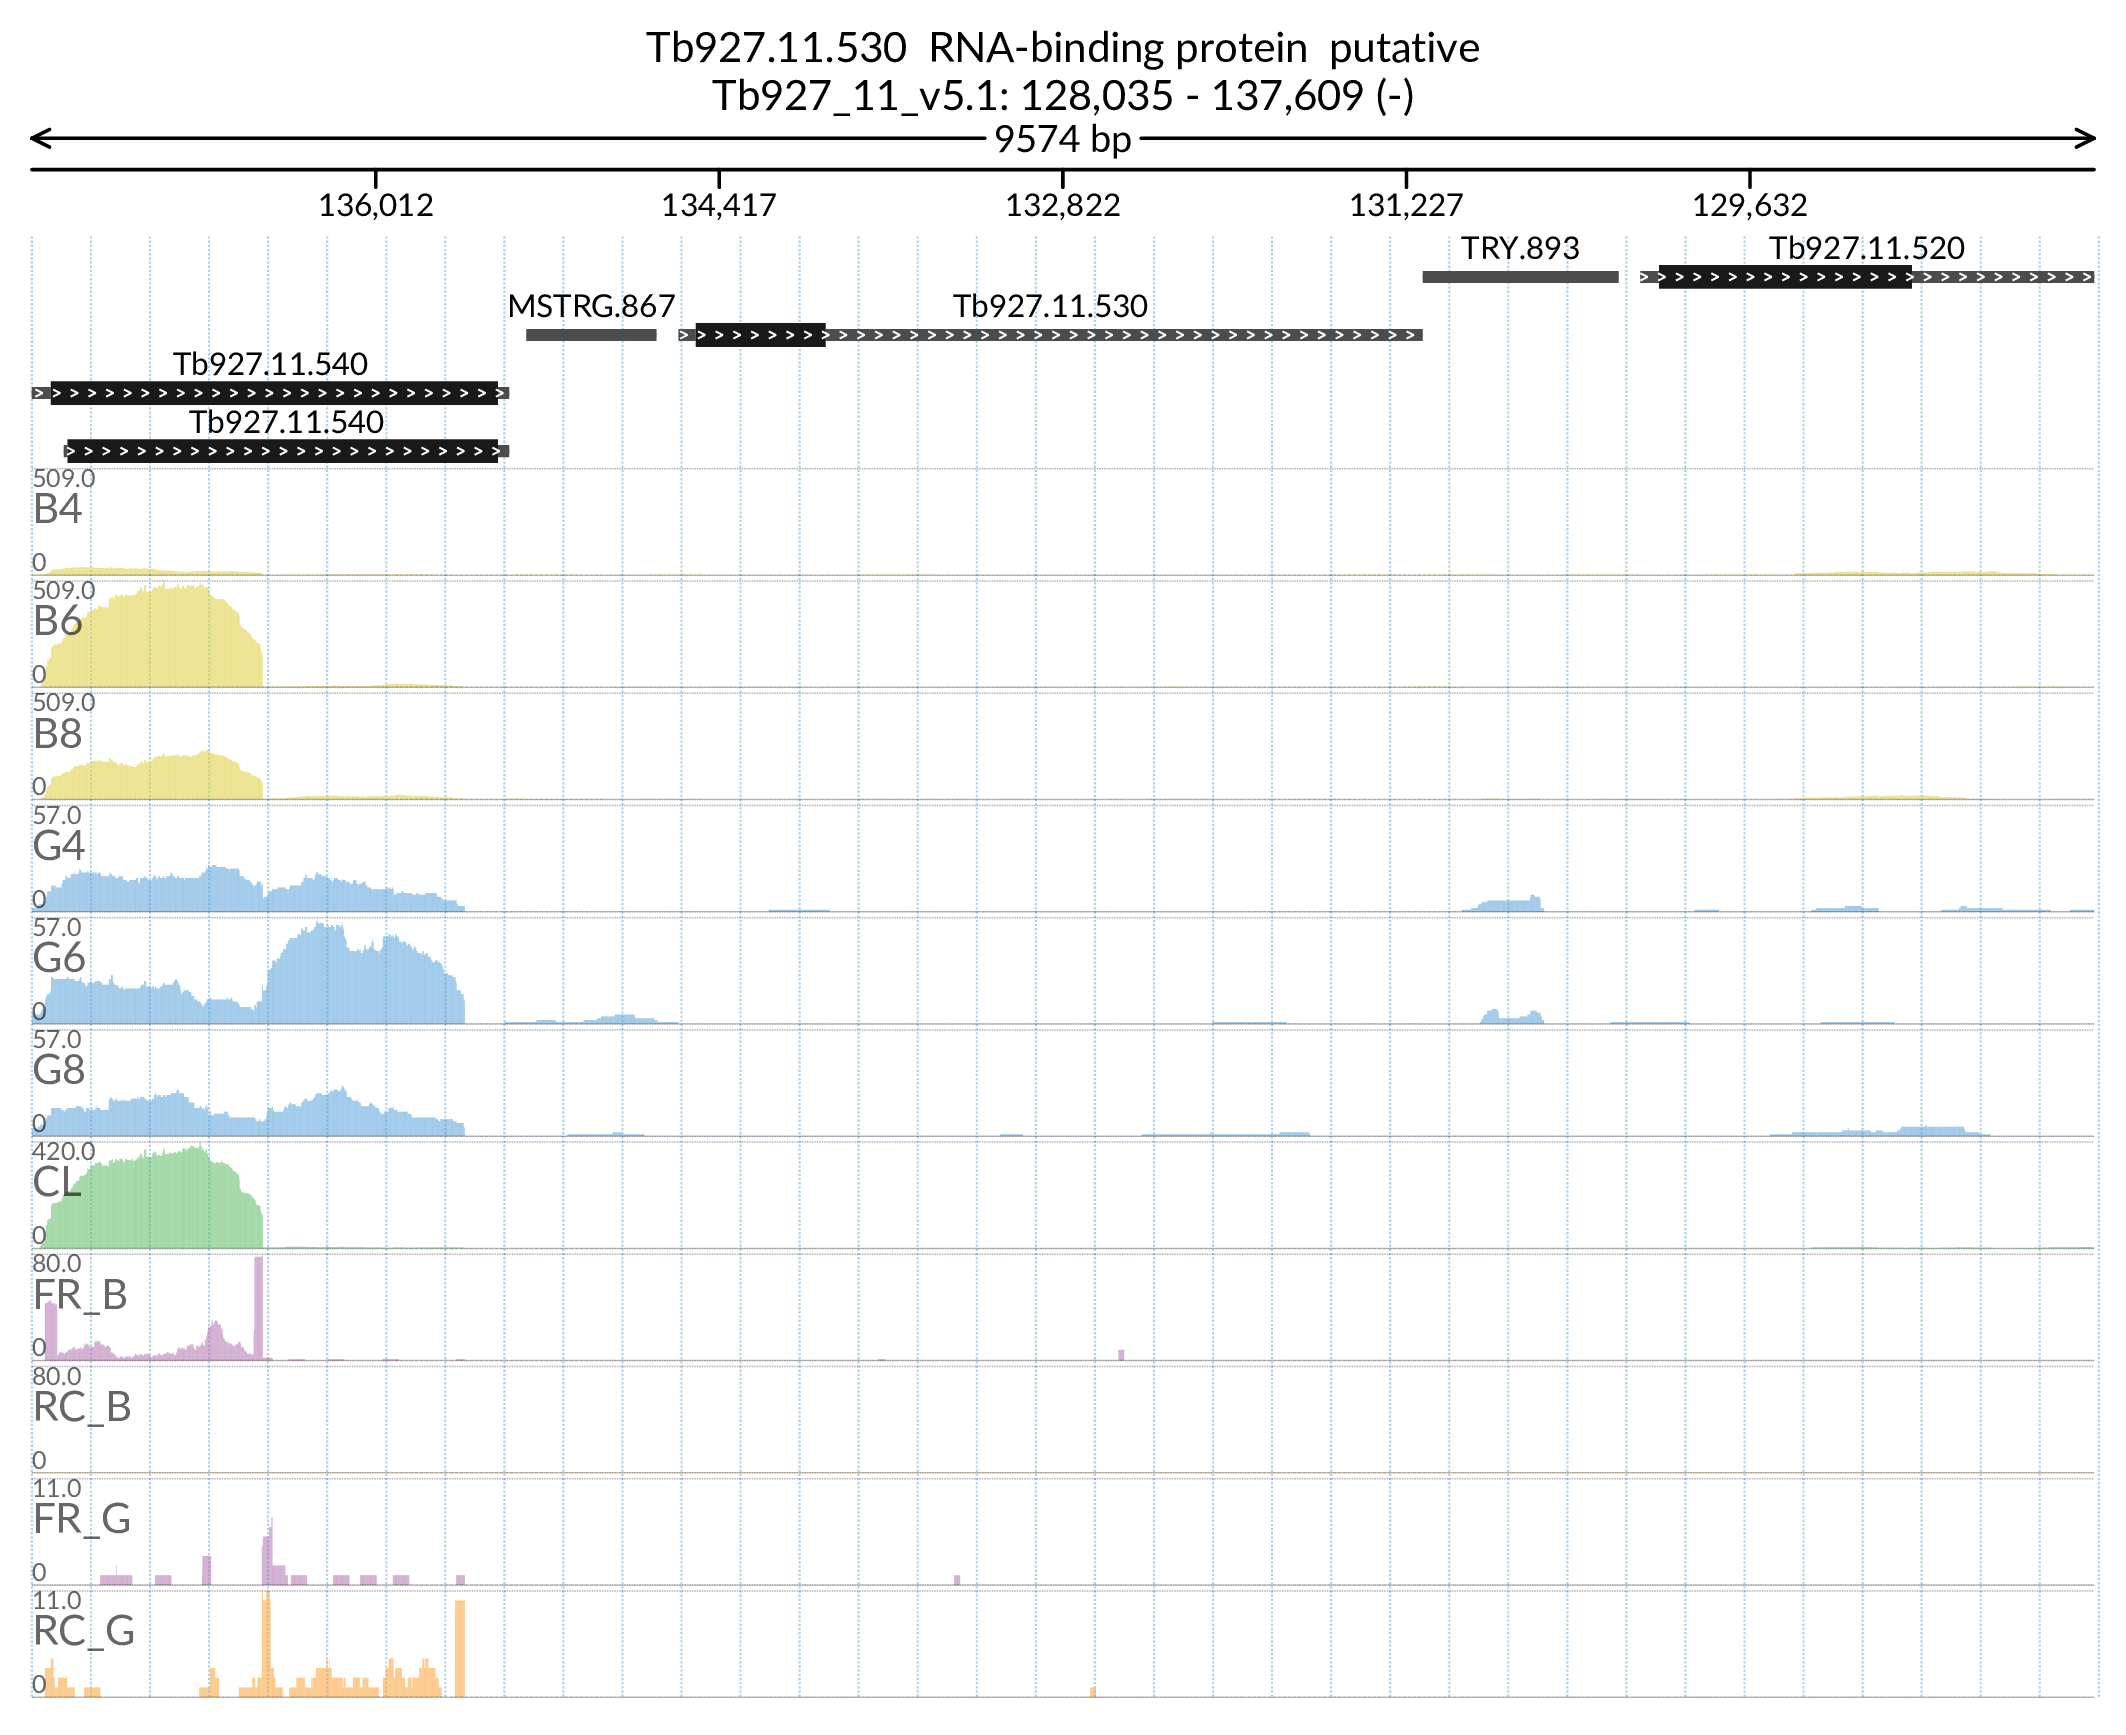 Tb927.11.530  RNA-binding protein  putative
Tb927_11_v5.1: 128,035 - 137,609 (-)
9574 bp
136,012 134,417 132,822 131,227 129,632
TRY.893 Tb927.11.520
MSTRG.867 Tb927.11.530
Tb927.11.540
Tb927.11.540
509.0
B4
0
509.0
B6
0
509.0
B8
0
57.0
G4
0
57.0
G6
0
57.0
G8
0
420.0
CL
0
80.0
FR_B
0
80.0
RC_B
0
11.0
FR_G
0
11.0
RC_G
0